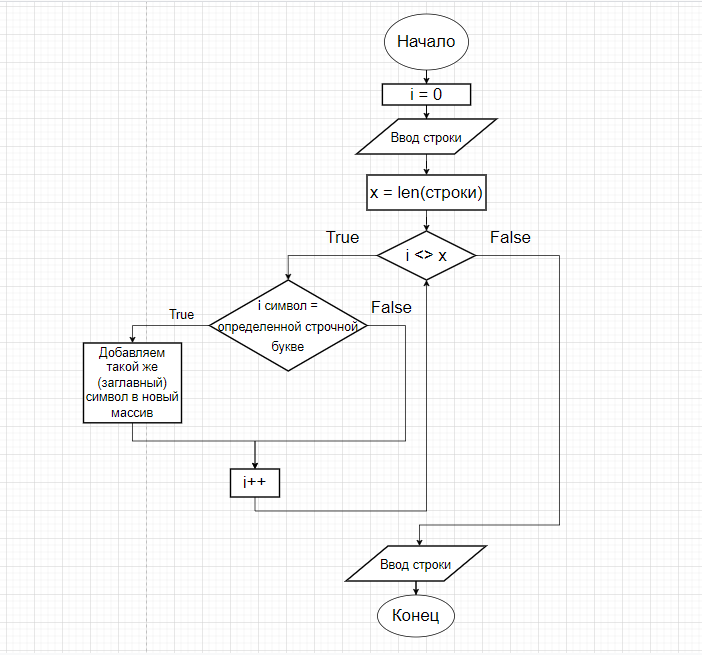 Начало
i = 0
Ввод строки
x = len(строки)
True
False
i <> x
True
False
i символ =
определенной строчной
букве
Добавляем
такой же
(заглавный)
символ в новый
массив
i++
Ввод строки
Конец